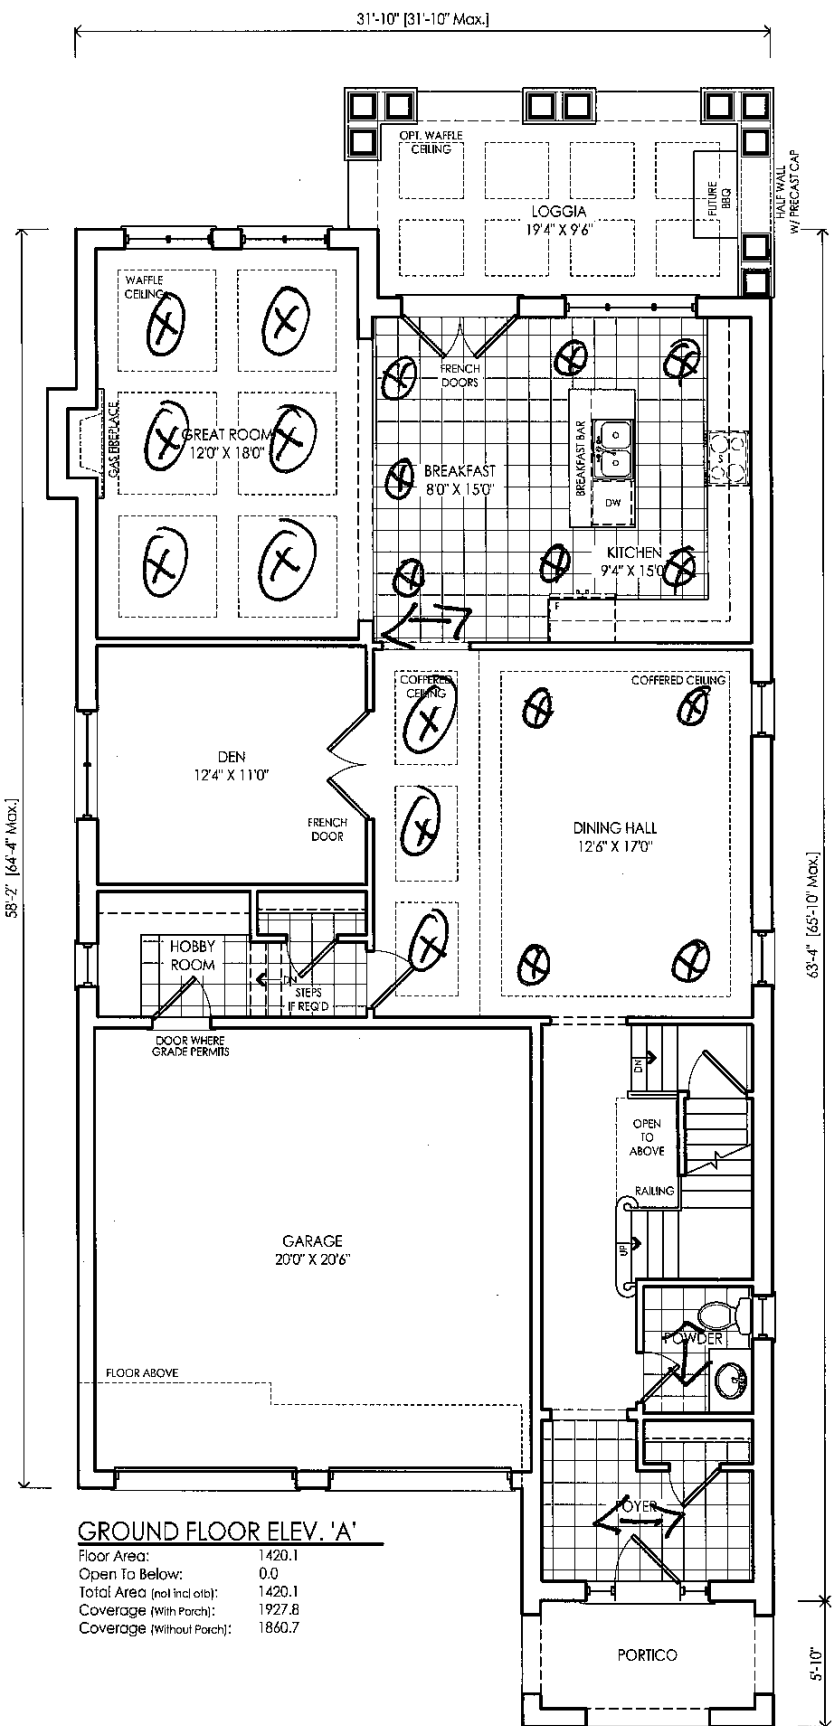 31'-10" [31'-10" Max.]
OPT. WAFFLE
CEILING
LOGGIA
19'4" X 9'6"
FUTURE
BBQ
HALF WALL
W/ PRECAST CAP
WAFFLE
CEILING
FRENCH
DOORS
GAS FIREPLACE
GREAT ROOM
12'0" X 18'0"
BREAKFAST
8'0" X 15'0"
BREAKFAST BAR
DW
S
KITCHEN
9'4" X 15'0
F
COFFERED
CEILING
COFFERED CEILING
DEN
12'4" X 11'0"
FRENCH
DOOR
DINING HALL
12'6" X 17'0"
58'-2" [64'-4" Max.]
63'-4" [65'-10" Max.]
HOBBY
ROOM
DN
STEPS
IF REQ'D
DOOR WHERE
GRADE PERMITS
DN
OPEN
TO
ABOVE
RAILING
UP
GARAGE
20'0" X 20'6"
POWDER
FLOOR ABOVE
FOYER
GROUND FLOOR ELEV. 'A'
Floor Area: 1420.1
Open To Below: 0.0
Total Area (not incl otb): 1420.1
Coverage (With Porch): 1927.8
Coverage (Without Porch): 1860.7
PORTICO
5'-10"